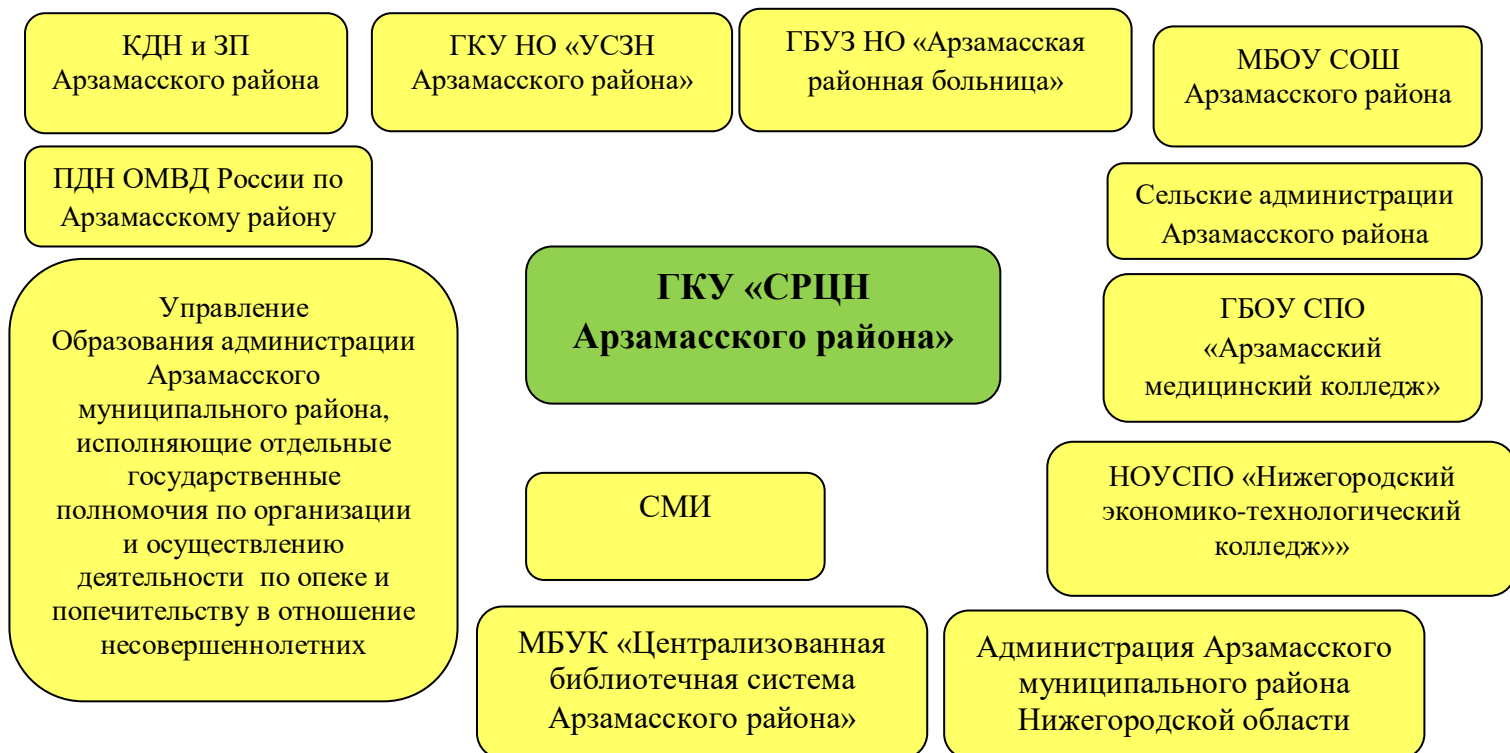 КДН и ЗП
Арзамасского района
ГКУ НО «УСЗН
Арзамасского района»
ГБУЗ НО «Арзамасская
районная больница»
МБОУ СОШ
Арзамасского района
ПДН ОМВД России по
Арзамасскому району
Сельские администрации
Арзамасского района
Управление
Образования администрации
Арзамасского
муниципального района,
исполняющие отдельные
государственные
полномочия по организации
и осуществлению
деятельности  по опеке и
попечительству в отношение
несовершеннолетних
ГКУ «СРЦН
Арзамасского района»
ГБОУ СПО
«Арзамасский
медицинский колледж»
СМИ
НОУСПО «Нижегородский
экономико-технологический
колледж»»
МБУК «Централизованная
библиотечная система
Арзамасского района»
Администрация Арзамасского
муниципального района
Нижегородской области